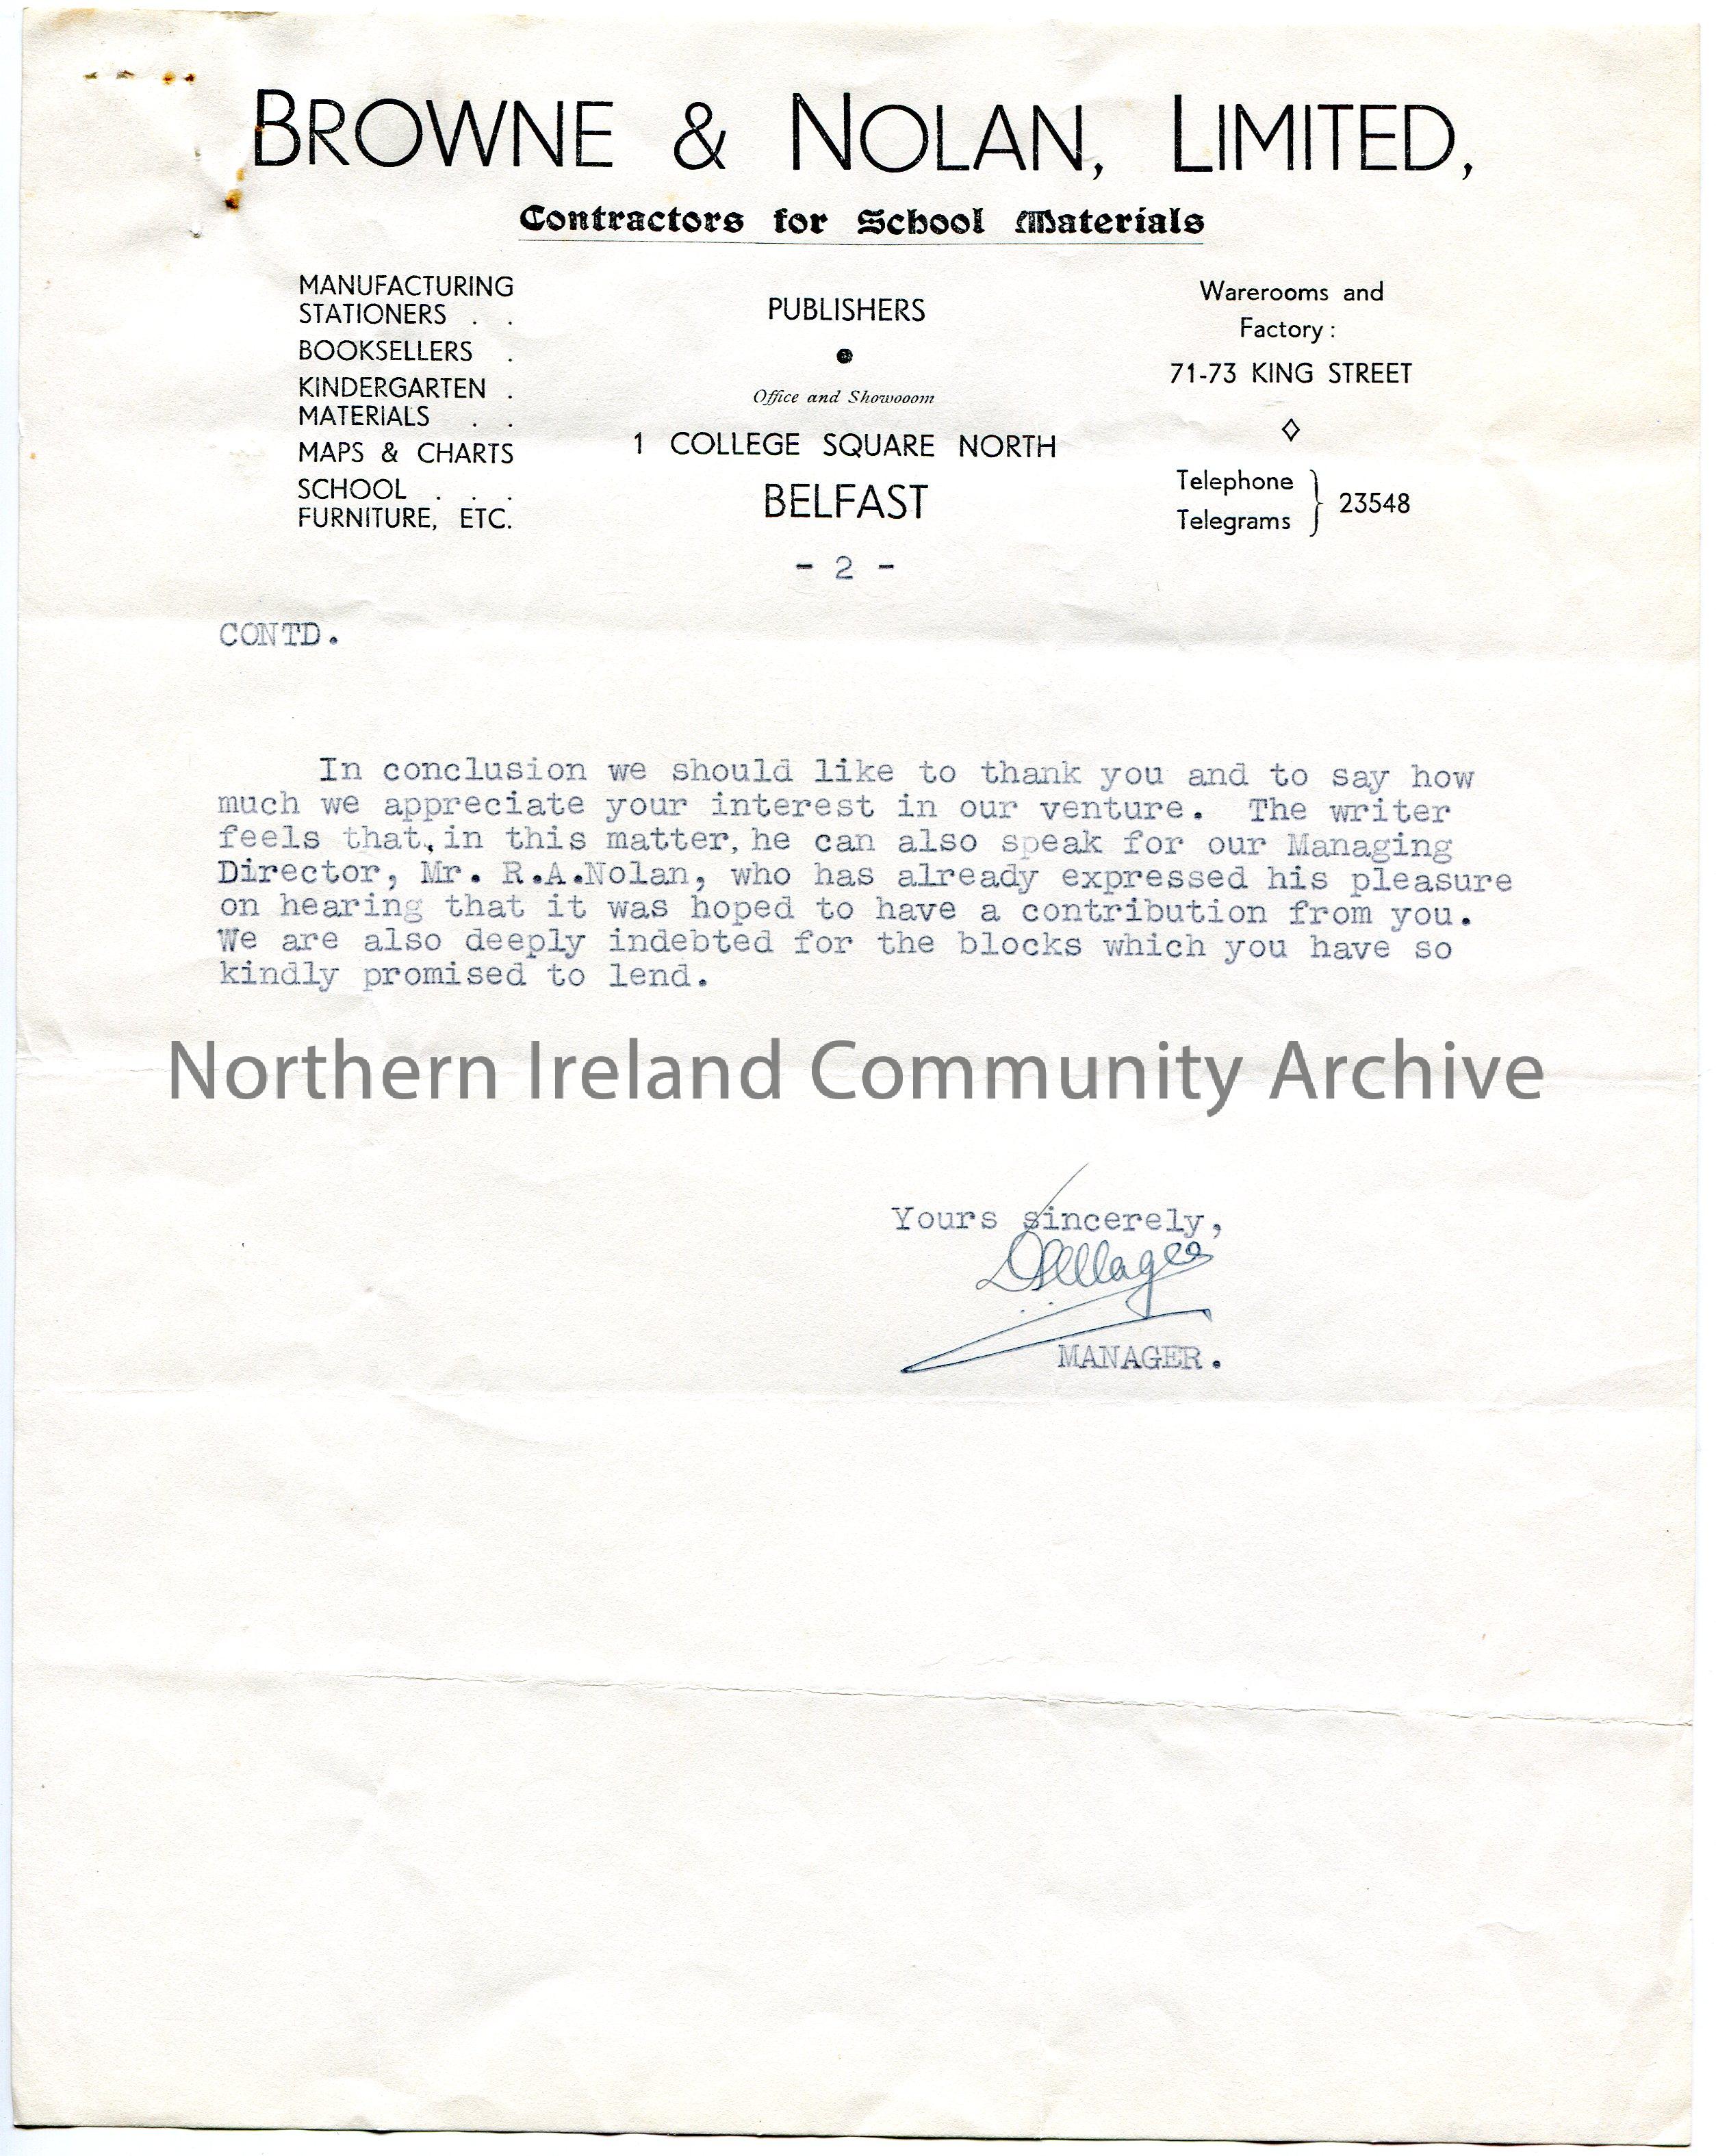 BROWNE & NOLAN, LIMITED,
Contractors for School Materials
MANUFACTURING
STATIONERS . .
BOOKSELLERS .
KINDERGARTEN .
MATERIALS . .
MAPS & CHARTS
SCHOOL . . .
FURNITURE, ETC.
PUBLISHERS
Office and Showooom
1 COLLEGE SQUARE NORTH
BELFAST
Warerooms and
Factory :
71-73 KING STREET
Telephone
Telegrams } 23548
- 2 -
CONTD.
In conclusion we should like to thank you and to say how
much we appreciate your interest in our venture. The writer
feels that, in this matter, he can also speak for our Managing
Director, Mr. R.A.Nolan, who has already expressed his pleasure
on hearing that it was hoped to have a contribution from you.
We are also deeply indebted for the blocks which you have so
kindly promised to lend.
Northern Ireland Community Archive
Yours sincerely,
MANAGER.